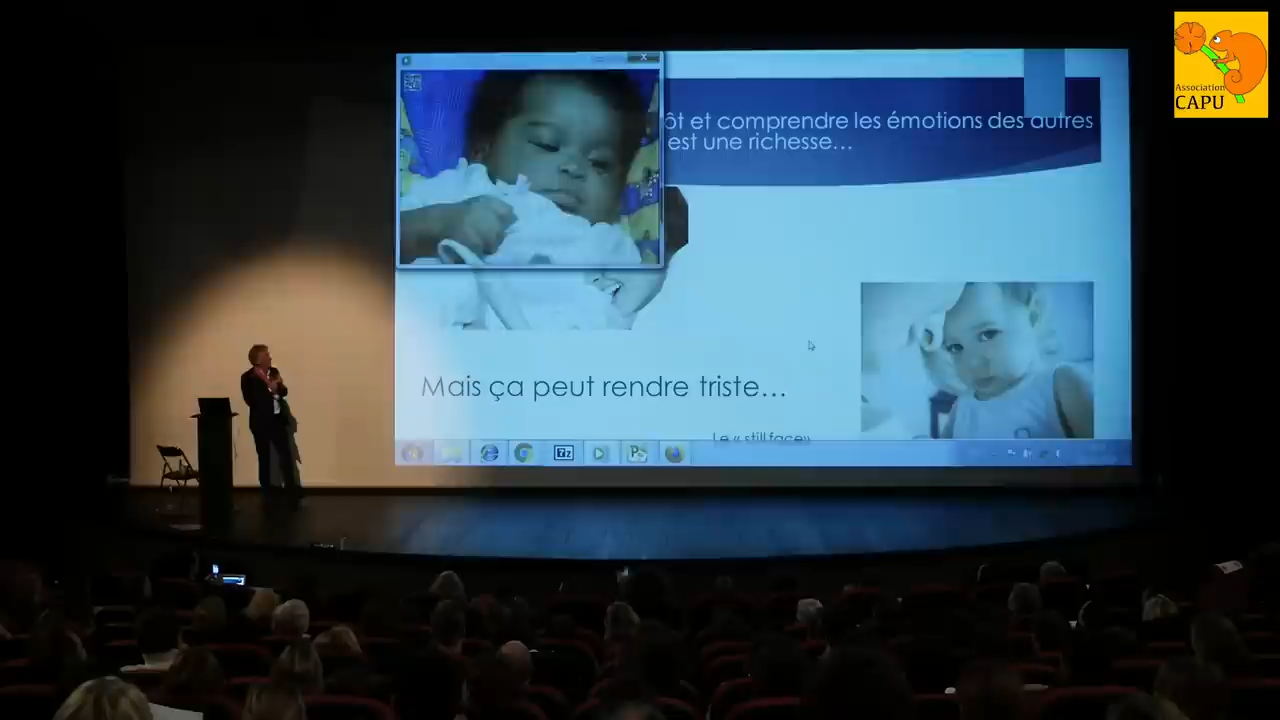 Association
CAPU
ôt et comprendre les émotions des autres
est une richesse...
Mais ça peut rendre triste...
Le « still face»